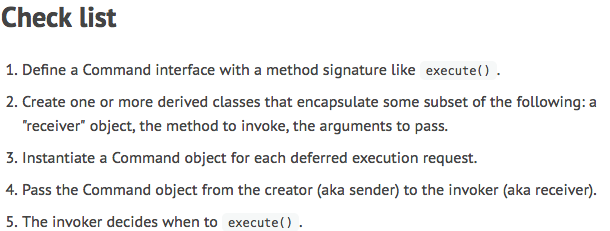 Check list
1. Define a Command interface with a method signature like execute() .
2. Create one or more derived classes that encapsulate some subset of the following: a
"receiver" object, the method to invoke, the arguments to pass.
3. Instantiate a Command object for each deferred execution request.
4. Pass the Command object from the creator (aka sender) to the invoker (aka receiver).
5. The invoker decides when to execute() .